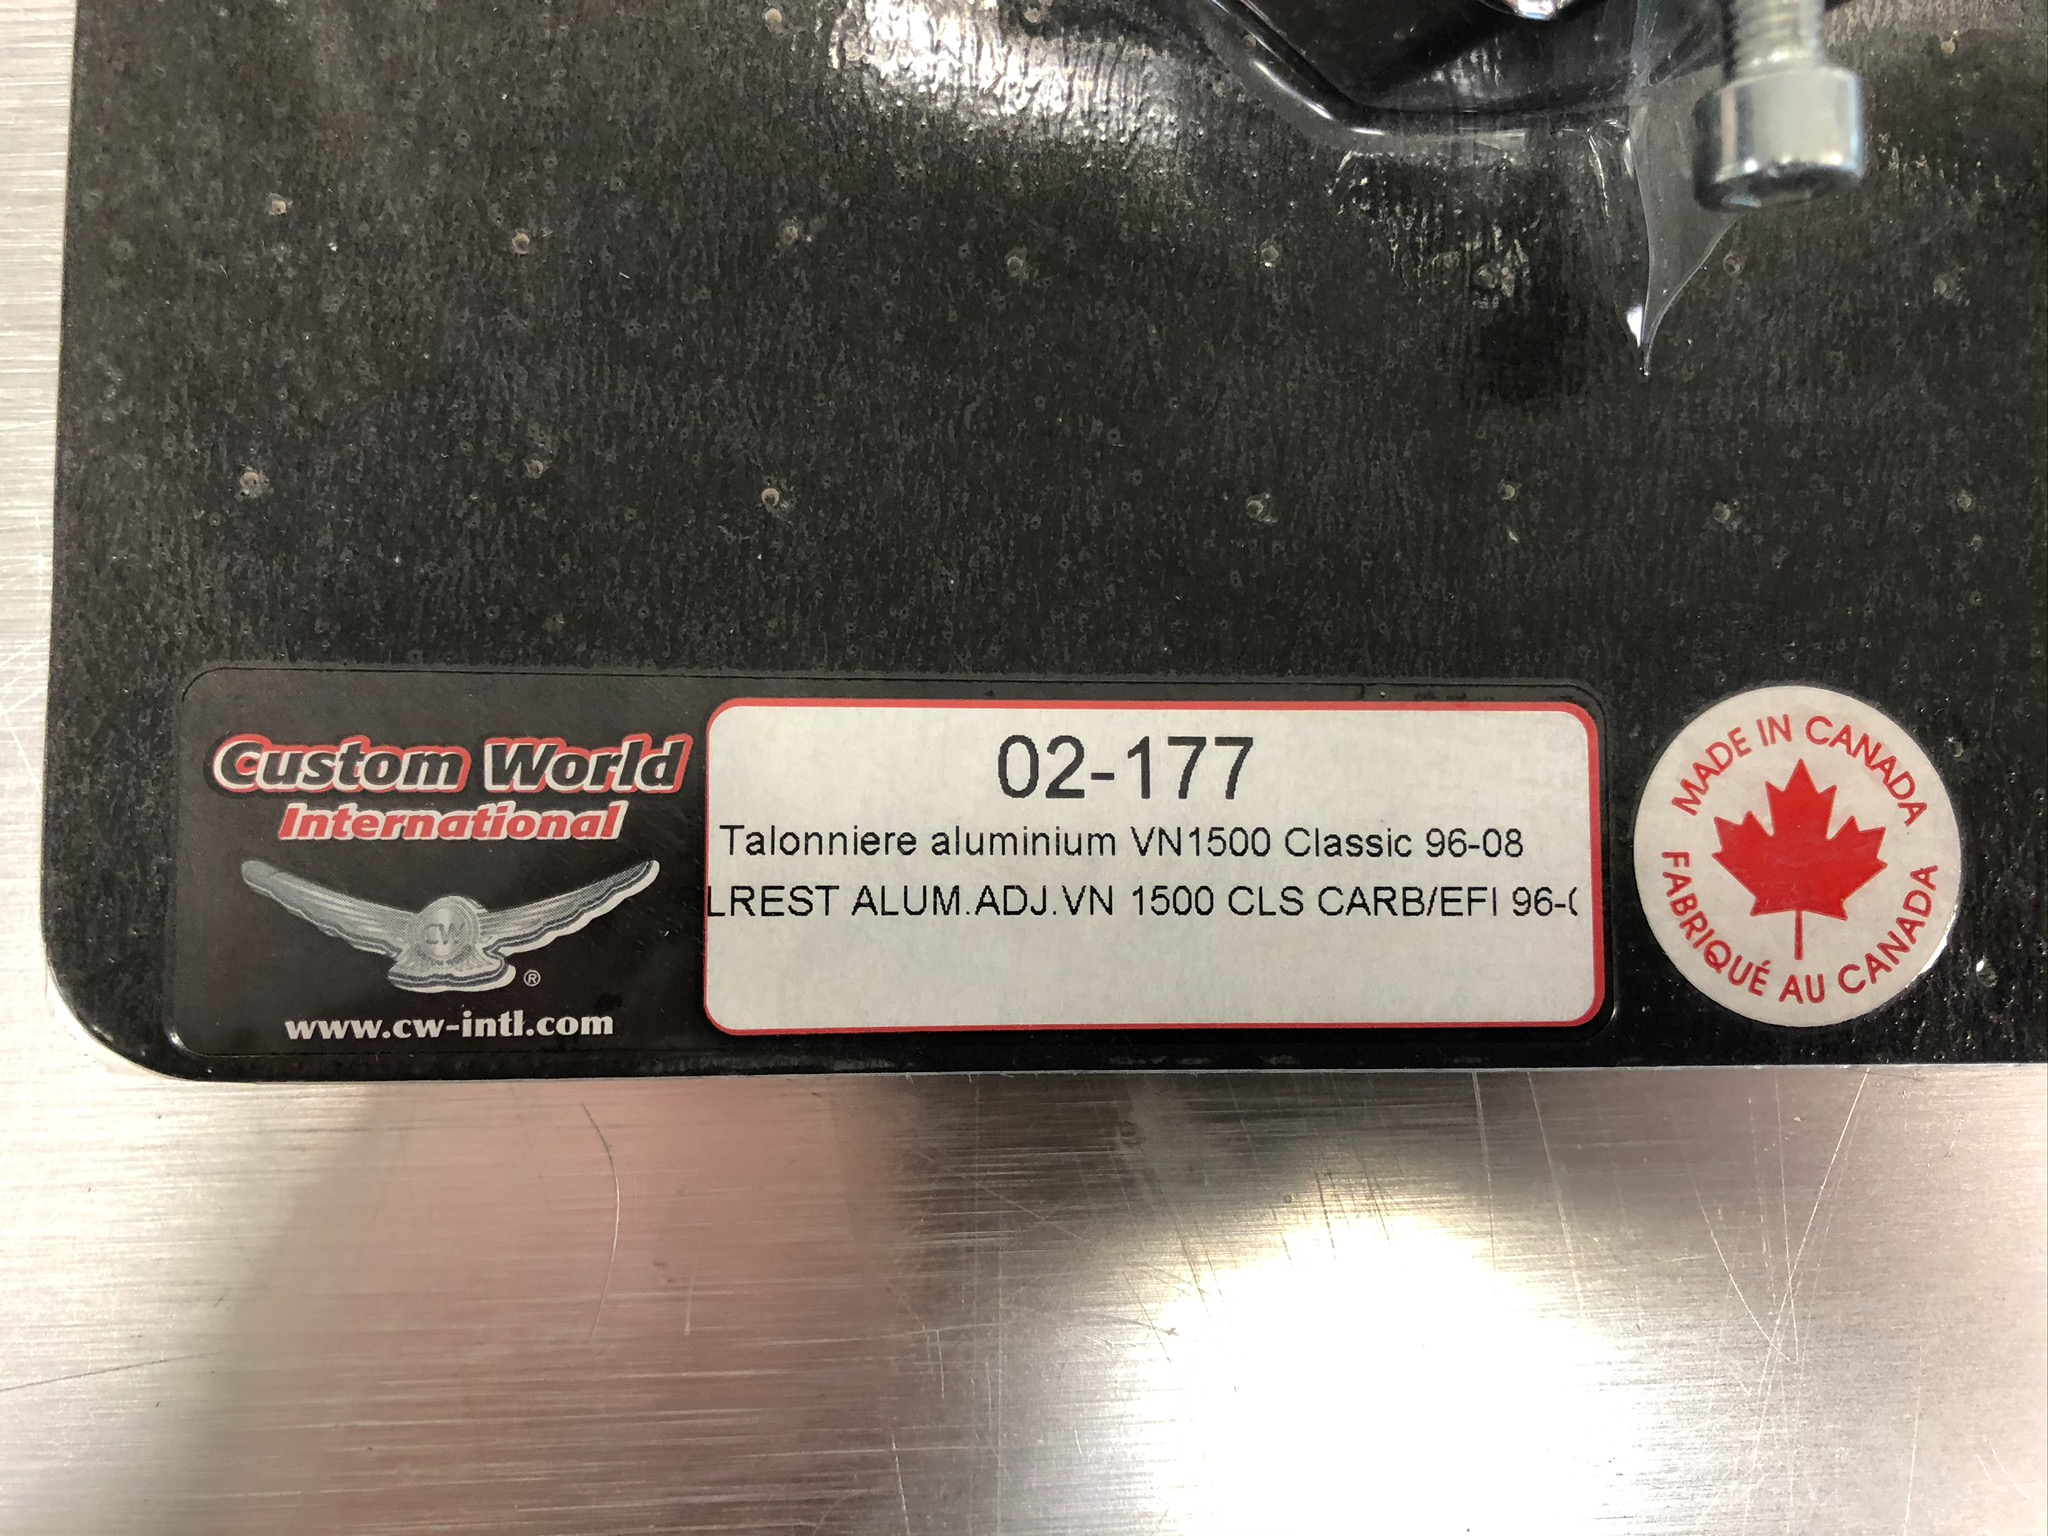 Custom World
International
CW
®
www.cw-intl.com
02-177
Talonniere aluminium VN1500 Classic 96-08
LREST ALUM.ADJ.VN 1500 CLS CARB/EFI 96-
MADE IN CANADA
FABRIQUÉ AU CANADA